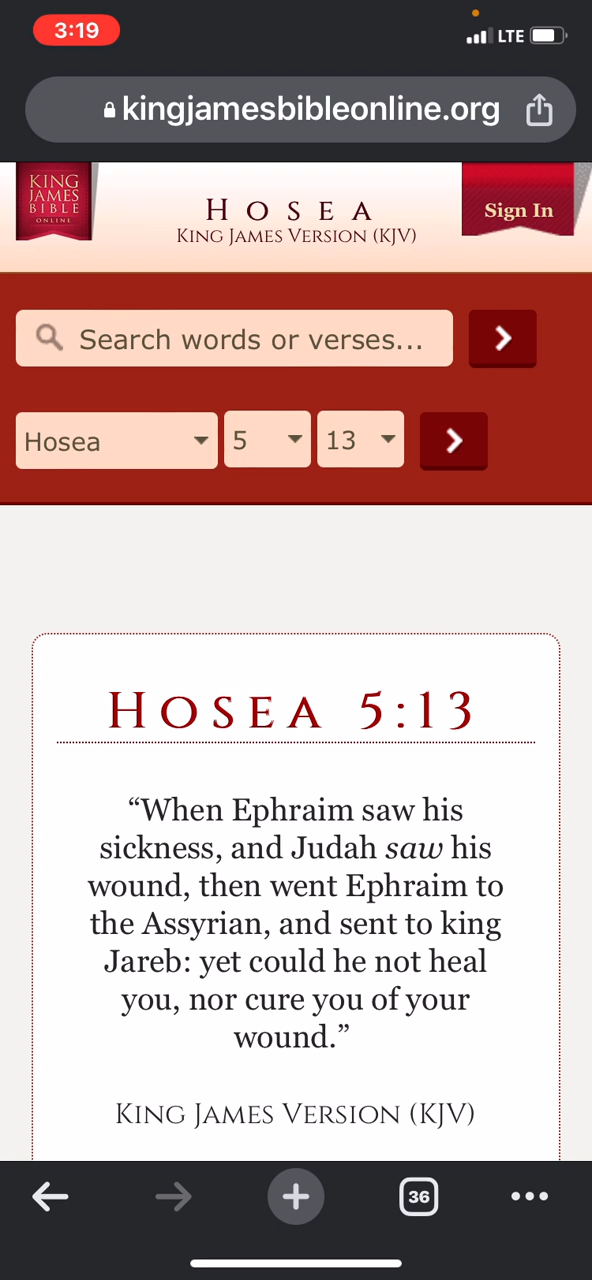 3:19
LTE
kingjamesbibleonline.org
KING
JAMES
BIBLE
ONLINE
HOSEA
KING JAMES VERSION (KJV)
Sign In
Search words or verses...
Hosea 5 13
HOSEA 5:13
“When Ephraim saw his
sickness, and Judah saw his
wound, then went Ephraim to
the Assyrian, and sent to king
Jareb: yet could he not heal
you, nor cure you of your
wound.”
KING JAMES VERSION (KJV)
36